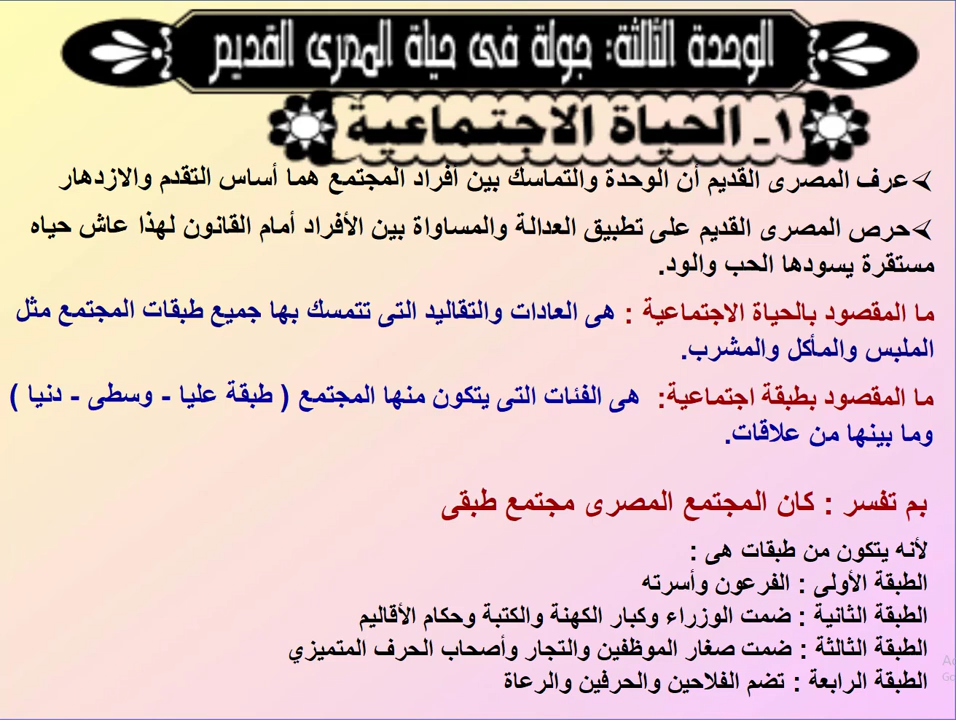 الوحدة الثالثة: جولة فى حياة المصرى القديم
١ـ الحياة الاجتماعية
عرف المصرى القديم أن الوحدة والتماسك بين أفراد المجتمع هما أساس التقدم والازدهار
حرص المصرى القديم على تطبيق العدالة والمساواة بين الأفراد أمام القانون لهذا عاش حياه
مستقرة يسودها الحب والود.
ما المقصود بالحياة الاجتماعية : هى العادات والتقاليد التى تتمسك بها جميع طبقات المجتمع مثل
الملبس والمأكل والمشرب.
ما المقصود بطبقة اجتماعية: هى الفئات التى يتكون منها المجتمع ( طبقة عليا - وسطى - دنيا )
وما بينها من علاقات.
بم تفسر : كان المجتمع المصرى مجتمع طبقى
لأنه يتكون من طبقات هى :
الطبقة الأولى : الفرعون وأسرته
الطبقة الثانية : ضمت الوزراء وكبار الكهنة والكتبة وحكام الأقاليم
الطبقة الثالثة : ضمت صغار الموظفين والتجار وأصحاب الحرف المتميزي
الطبقة الرابعة : تضم الفلاحين والحرفين والرعاة